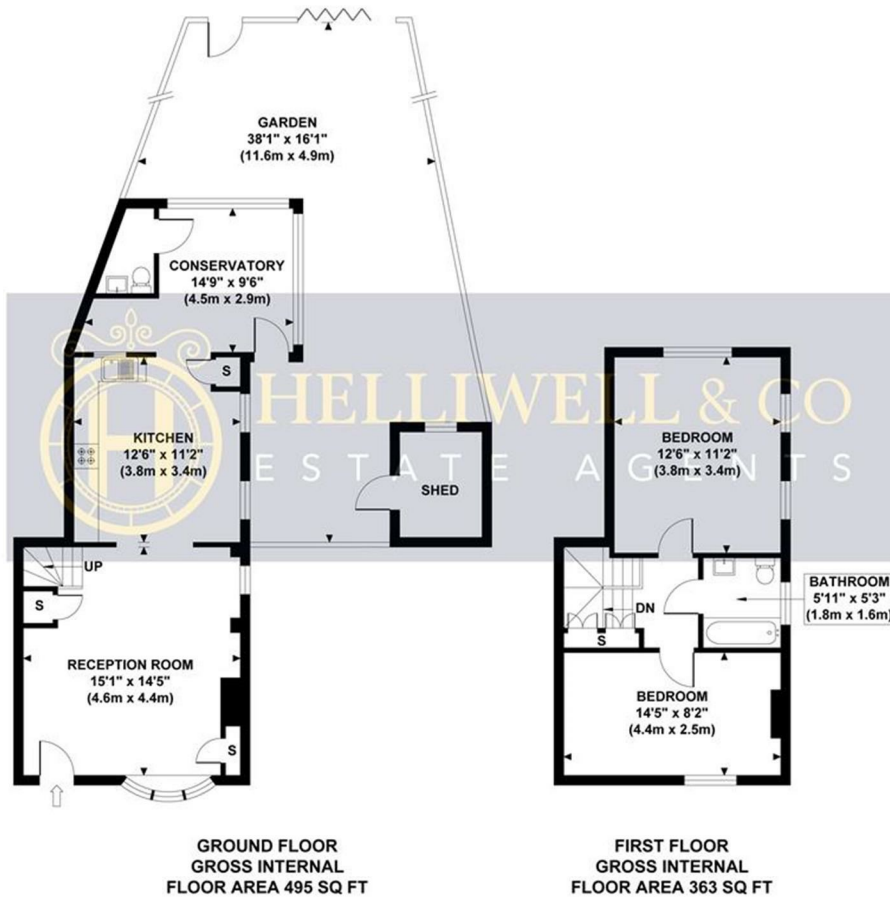 GARDEN
38'1" x 16'1"
(11.6m x 4.9m)
CONSERVATORY
14'9" x 9'6"
(4.5m x 2.9m)
S
HELLIWELL & CO
ESTATE AGENTS
H
KITCHEN
12'6" x 11'2"
(3.8m x 3.4m)
SHED
UP
S
RECEPTION ROOM
15'1" x 14'5"
(4.6m x 4.4m)
S
BEDROOM
12'6" x 11'2"
(3.8m x 3.4m)
BATHROOM
5'11" x 5'3"
(1.8m x 1.6m)
DN
S
BEDROOM
14'5" x 8'2"
(4.4m x 2.5m)
GROUND FLOOR
GROSS INTERNAL
FLOOR AREA 495 SQ FT
FIRST FLOOR
GROSS INTERNAL
FLOOR AREA 363 SQ FT